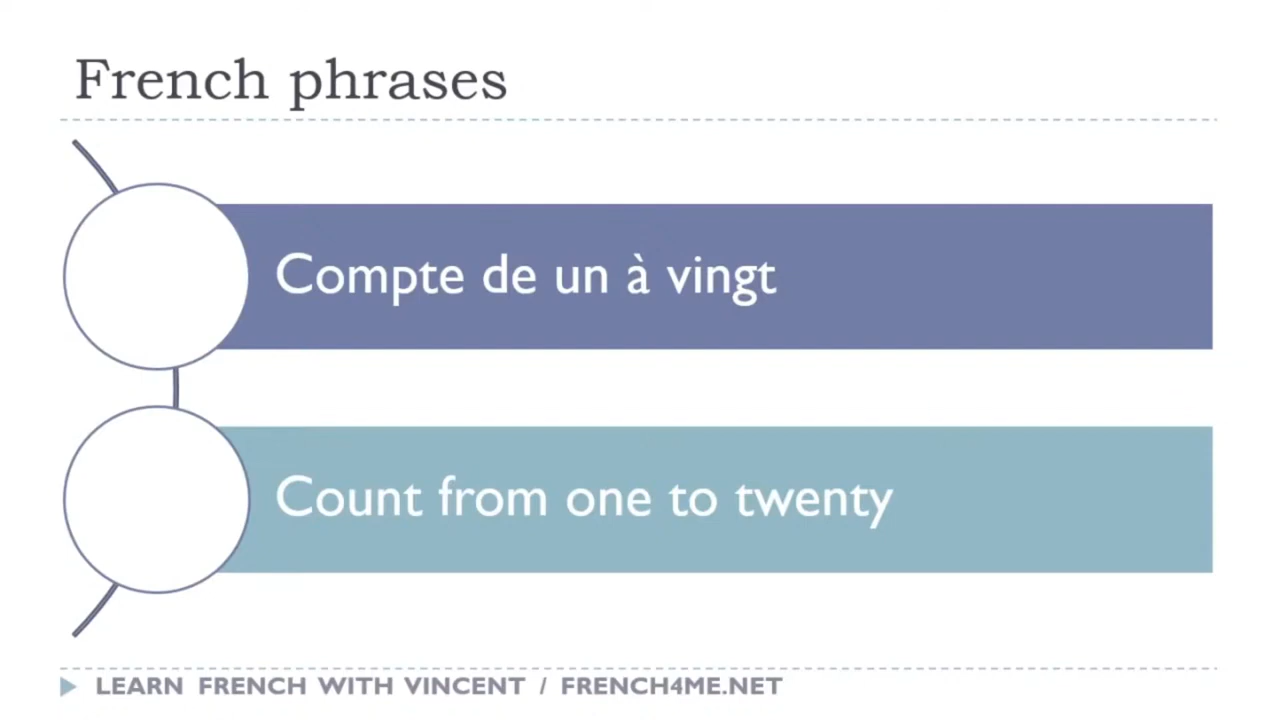 French phrases
Compte de un à vingt
Count from one to twenty
LEARN FRENCH WITH VINCENT / FRENCH4ME.NET